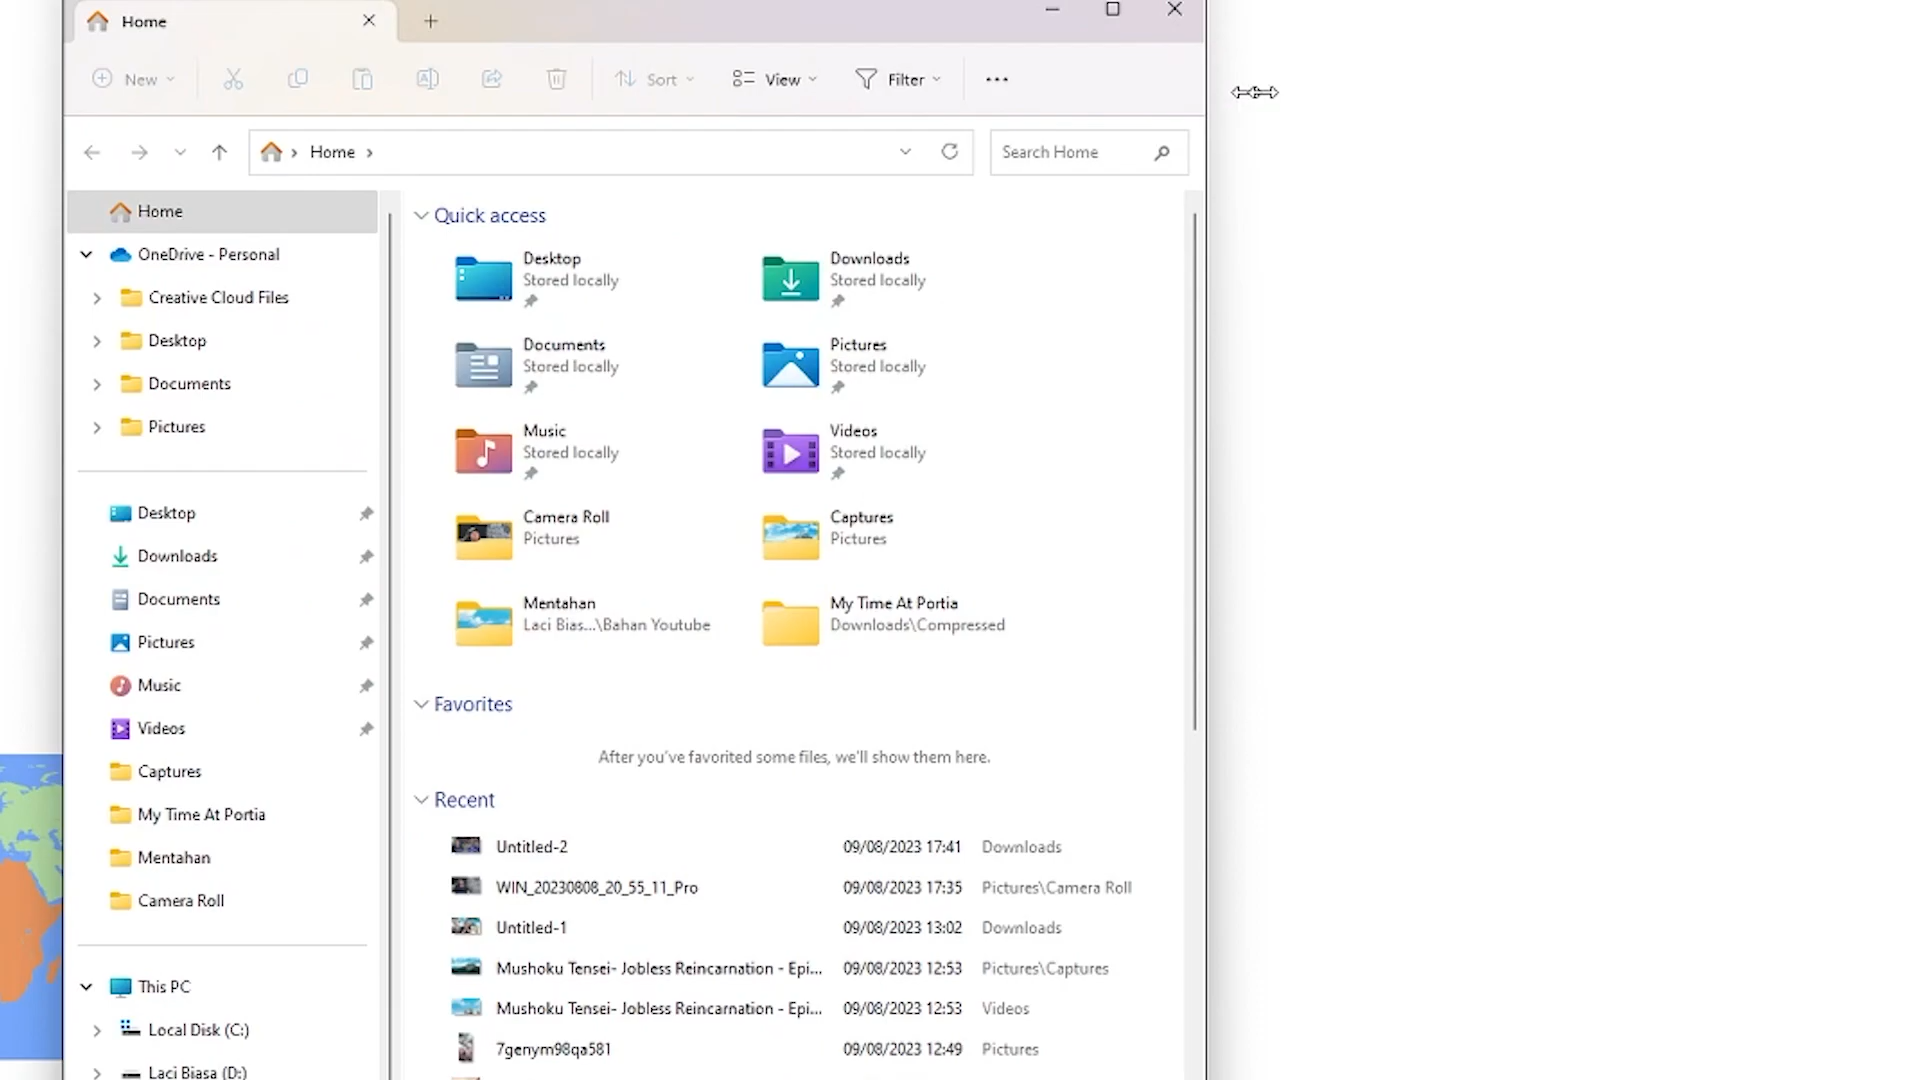 Home
New
Sort
View
Filter
Home
Search Home
Home
OneDrive - Personal
Creative Cloud Files
Desktop
Documents
Pictures
Desktop
Downloads
Documents
Pictures
Music
Videos
Captures
My Time At Portia
Mentahan
Camera Roll
This PC
Local Disk (C:)
Laci Biasa (D:)
Quick access
Desktop
Stored locally
Downloads
Stored locally
Documents
Stored locally
Pictures
Stored locally
Music
Stored locally
Videos
Stored locally
Camera Roll
Pictures
Captures
Pictures
Mentahan
Laci Bias...\Bahan Youtube
My Time At Portia
Downloads\Compressed
Favorites
After you've favorited some files, we'll show them here.
Recent
Untitled-2 09/08/2023 17:41 Downloads
WIN_20230808_20_55_11_Pro 09/08/2023 17:35 Pictures\Camera Roll
Untitled-1 09/08/2023 13:02 Downloads
Mushoku Tensei- Jobless Reincarnation - Epi... 09/08/2023 12:53 Pictures\Captures
Mushoku Tensei- Jobless Reincarnation - Epi... 09/08/2023 12:53 Videos
7genym98qa581 09/08/2023 12:49 Pictures